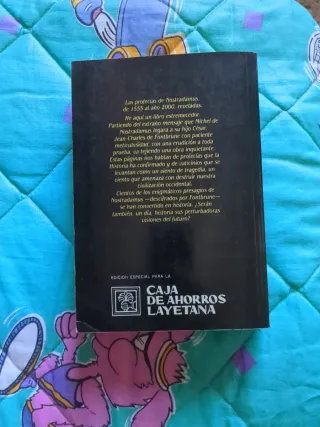 Las profecías de Nostradamus,
de 1555 al año 2000, reveladas.
He aquí un libro estremecedor.
Partiendo del extraño mensaje que Michel de
Nostradamus legara a su hijo César,
Jean-Charles de Fontbrune con paciente
meticulosidad, con una erudición a toda
prueba, va tejiendo una obra inquietante.
Estas páginas nos hablan de profecías que la
Historia ha confirmado y de vaticinios que se
levantan como un viento de tragedia, un
viento que amenaza con destruir nuestra
civilización occidental.
Cientos de los enigmáticos presagios de
Nostradamus —descifrados por Fontbrune—
se han convertido en historia. ¿Serán
también, un día, historia sus perturbadoras
visiones del futuro?
EDICION ESPECIAL PARA LA
CAJA
DE AHORROS
LAYETANA